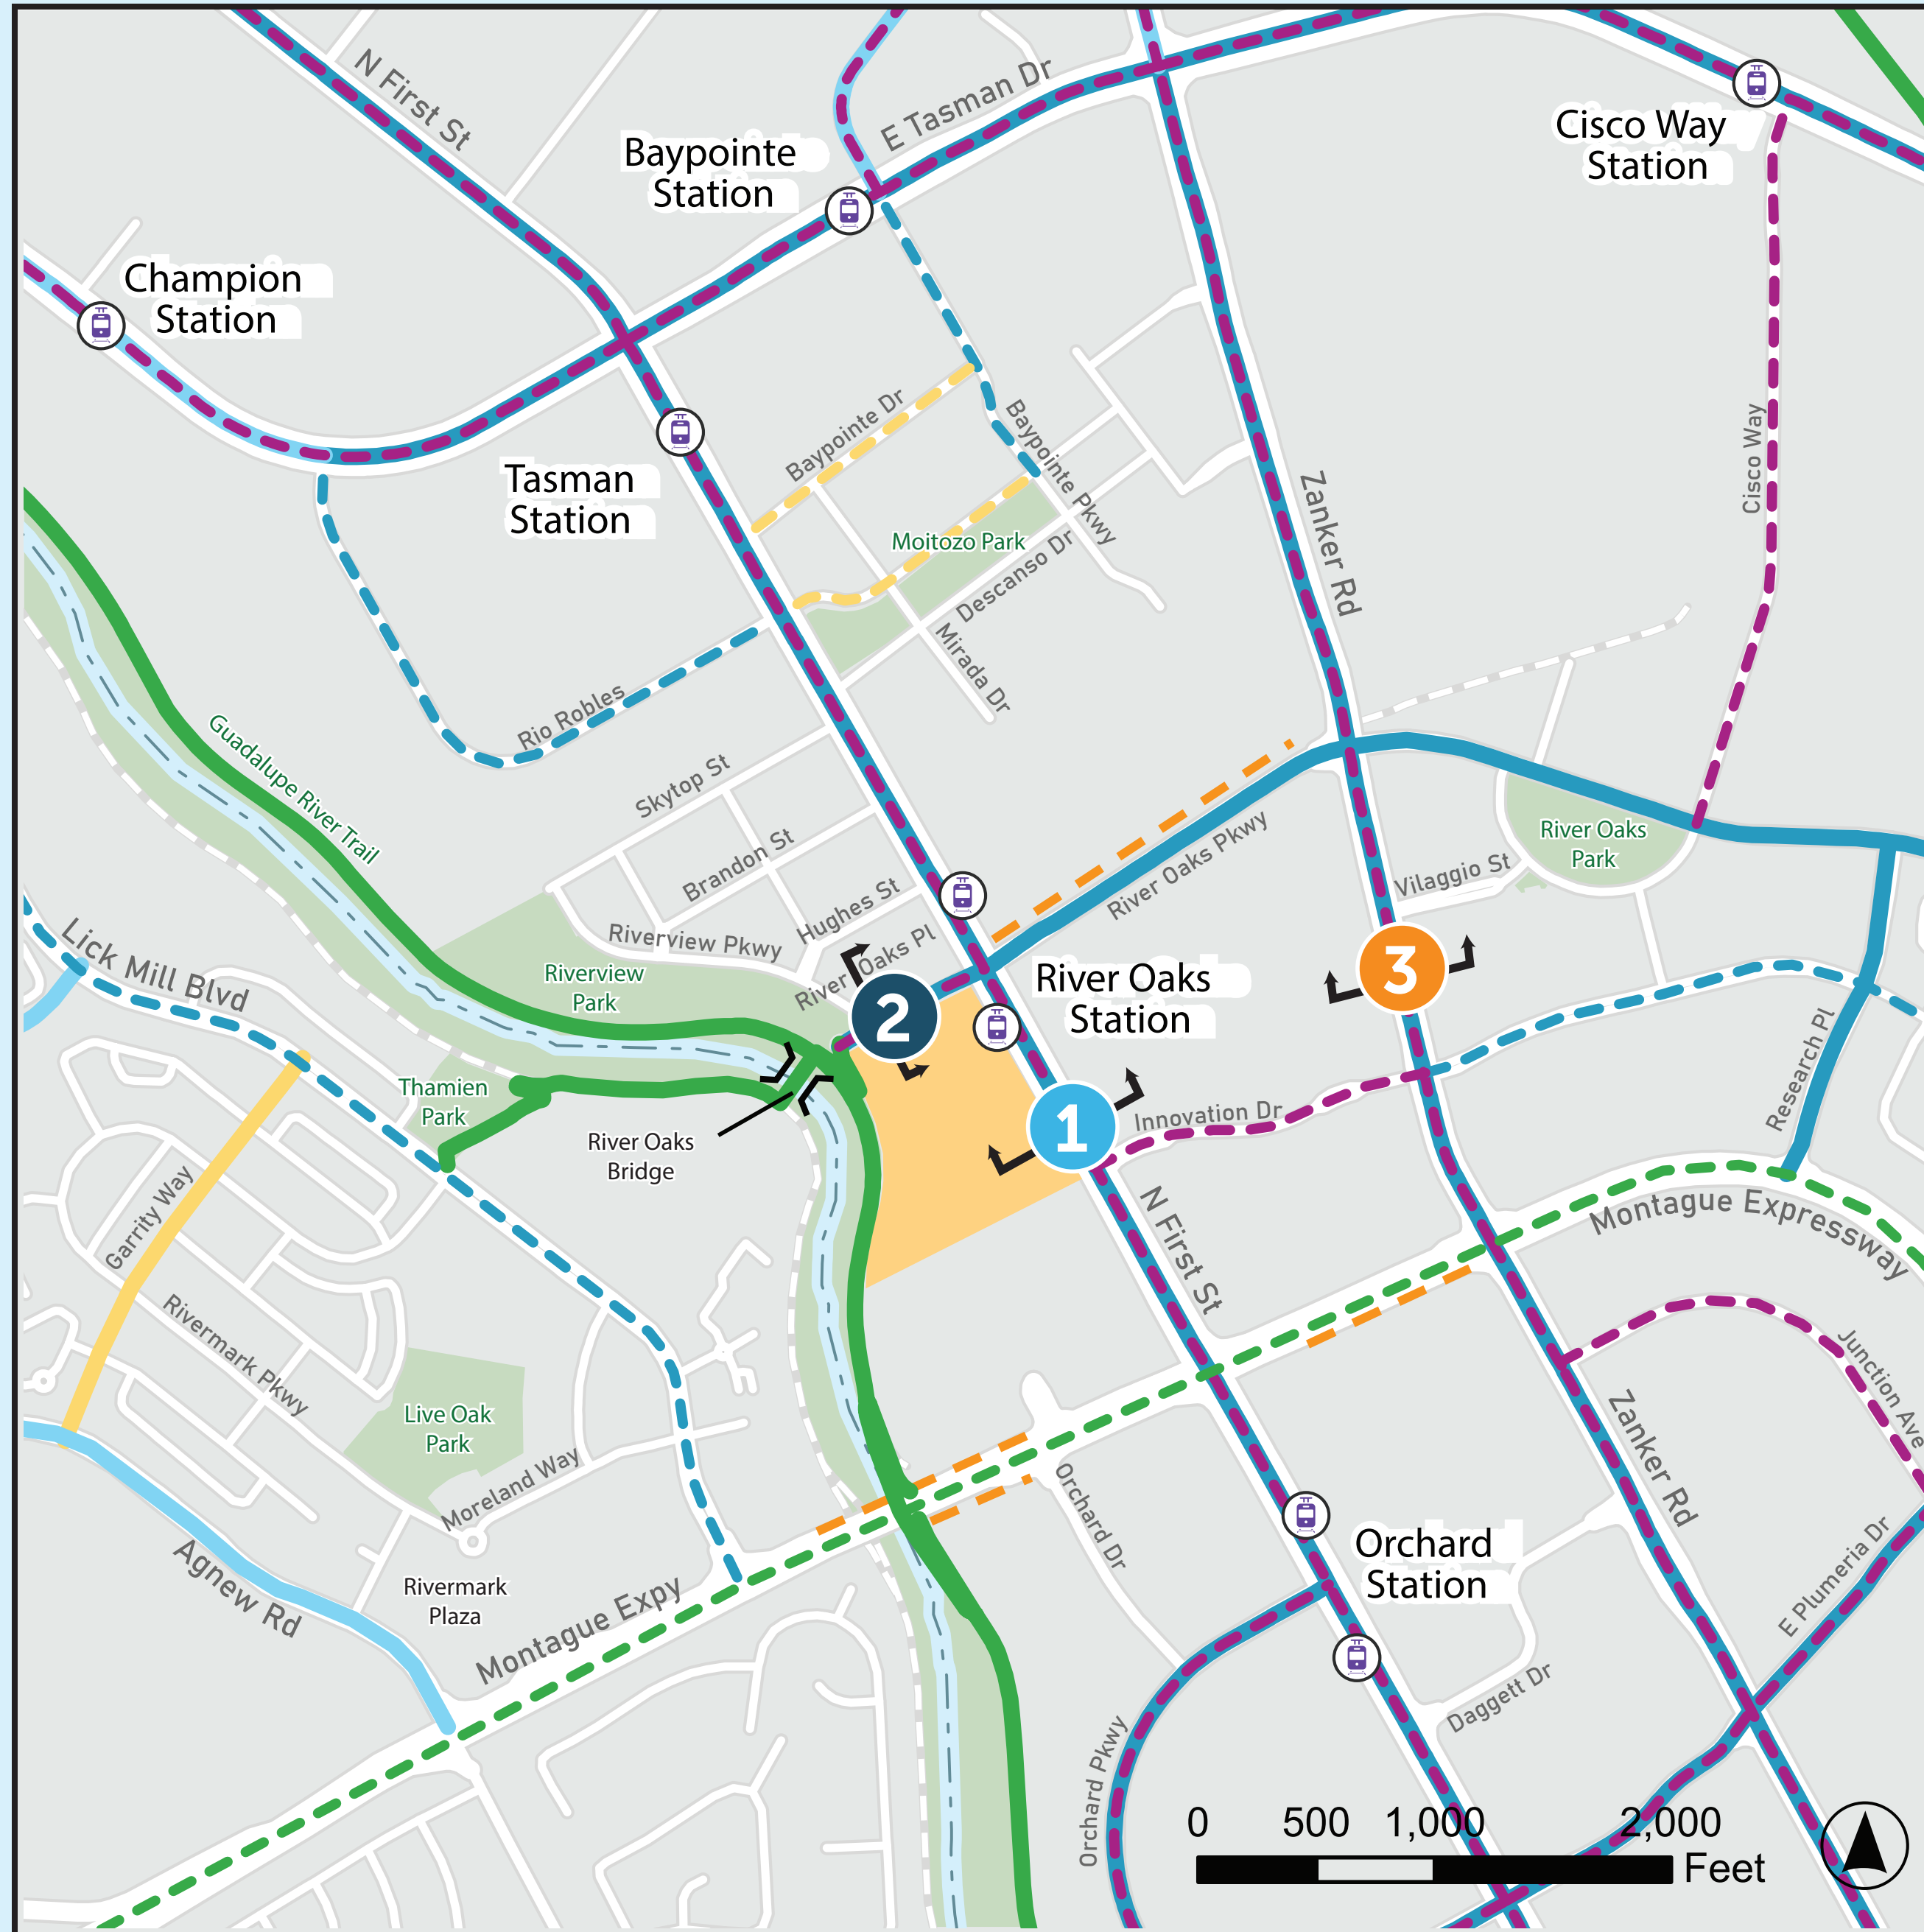 N First St
E Tasman Dr
Baypointe
Station
Cisco Way
Station
Champion
Station
Baypointe Dr
Baypointe Pkwy
Cisco Way
Tasman
Station
Zanker Rd
Moitozo Park
Descanso Dr
Mirada Dr
Rio Robles
Guadalupe River Trail
Skytop St
Brandon St
Hughes St
River Oaks Pkwy
River Oaks
Park
Vilaggio St
Riverview Pkwy
River Oaks Pl
Lick Mill Blvd
Riverview
Park
River Oaks
Station
2
3
1
Thamien
Park
River Oaks
Bridge
Innovation Dr
Research Pl
Garrity Way
N First St
Montague Expressway
Rivermark Pkwy
Junction Ave
Live Oak
Park
Moreland Way
Zanker Rd
Orchard Dr
Agnew Rd
Rivermark
Plaza
Montague Expy
Orchard
Station
E Plumeria Dr
Daggett Dr
Orchard Pkwy
0 500 1,000 2,000
Feet